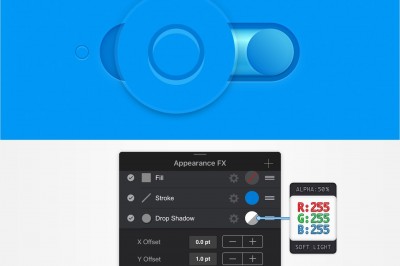 Appearance FX
Fill
Stroke
Drop Shadow
X Offset
0.0 pt
Y Offset
1.0 pt
ALPHA:50%
R:255
G:255
B:255
SOFT LIGHT